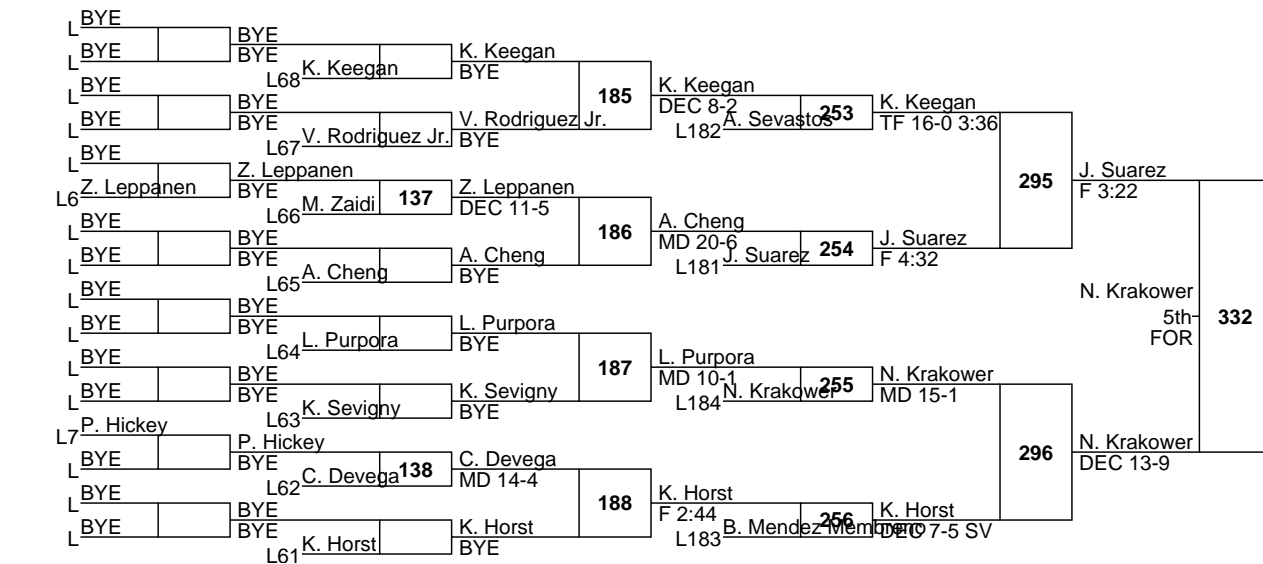 L BYE
L BYE
BYE
BYE
L68 K. Keegan
K. Keegan
BYE
L BYE
L BYE
BYE
BYE
L67 V. Rodriguez Jr.
V. Rodriguez Jr.
BYE
185
K. Keegan
DEC 8-2
L182 A. Sevastos
253
K. Keegan
TF 16-0 3:36
L BYE
L6 Z. Leppanen
Z. Leppanen
BYE
L66 M. Zaidi
137
Z. Leppanen
DEC 11-5
L BYE
L BYE
BYE
BYE
L65 A. Cheng
A. Cheng
BYE
186
A. Cheng
MD 20-6
L181 J. Suarez
254
J. Suarez
F 4:32
295
J. Suarez
F 3:22
L BYE
L BYE
BYE
BYE
L64 L. Purpora
L. Purpora
BYE
L BYE
L BYE
BYE
BYE
L63 K. Sevigny
K. Sevigny
BYE
187
L. Purpora
MD 10-1
L184 N. Krakower
255
N. Krakower
MD 15-1
L7 P. Hickey
L BYE
P. Hickey
BYE
L62 C. Devega
138
C. Devega
MD 14-4
L BYE
L BYE
BYE
BYE
L61 K. Horst
K. Horst
BYE
188
K. Horst
F 2:44
L183 B. Mendez Membreno
256
K. Horst
DEC 7-5 SV
296
N. Krakower
DEC 13-9
N. Krakower
5th
FOR
332